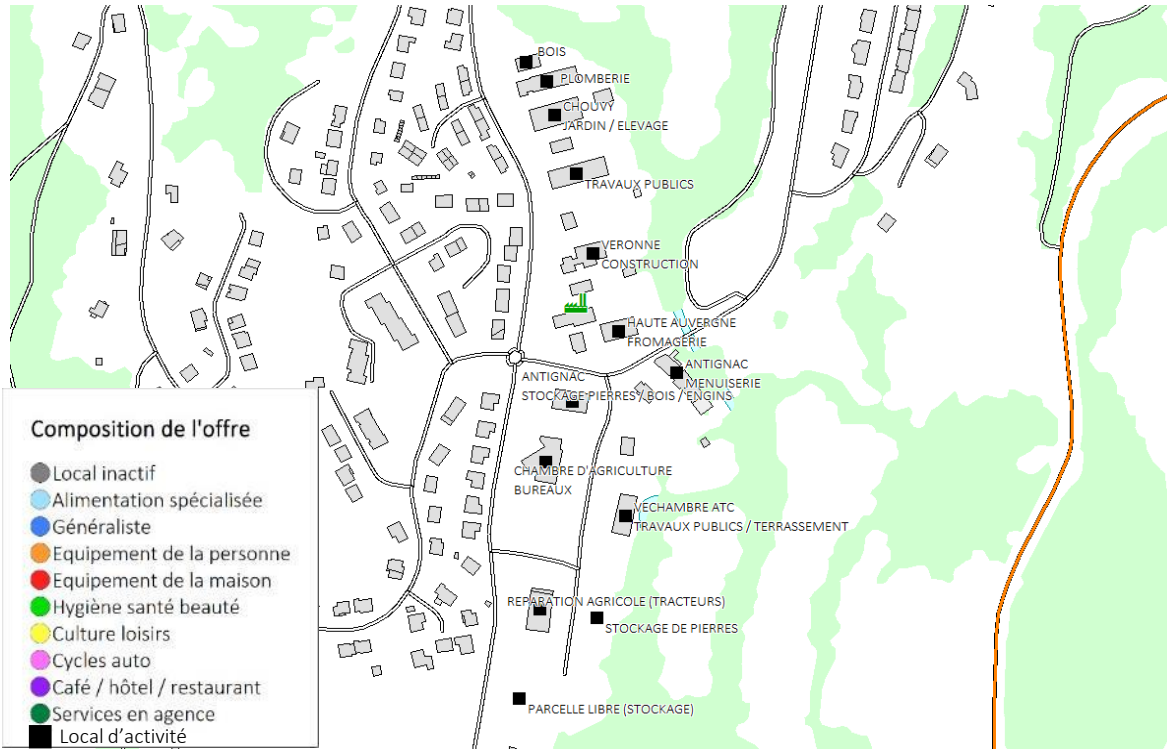 BOIS
PLOMBERIE
CHOUVY
JARDIN / ELEVAGE
TRAVAUX PUBLICS
VERONNE
CONSTRUCTION
HAUTE AUVERGNE
FROMAGERIE
ANTIGNAC
MENUISERIE
ANTIGNAC
STOCKAGE PIERRES / BOIS / ENGINS
CHAMBRE D'AGRICULTURE
BUREAUX
VECHAMBRE ATC
TRAVAUX PUBLICS / TERRASSEMENT
REPARATION AGRICOLE (TRACTEURS)
STOCKAGE DE PIERRES
PARCELLE LIBRE (STOCKAGE)
Composition de l'offre
Local inactif
Alimentation spécialisée
Généraliste
Equipement de la personne
Equipement de la maison
Hygiène santé beauté
Culture loisirs
Cycles auto
Café / hôtel / restaurant
Services en agence
Local d’activité